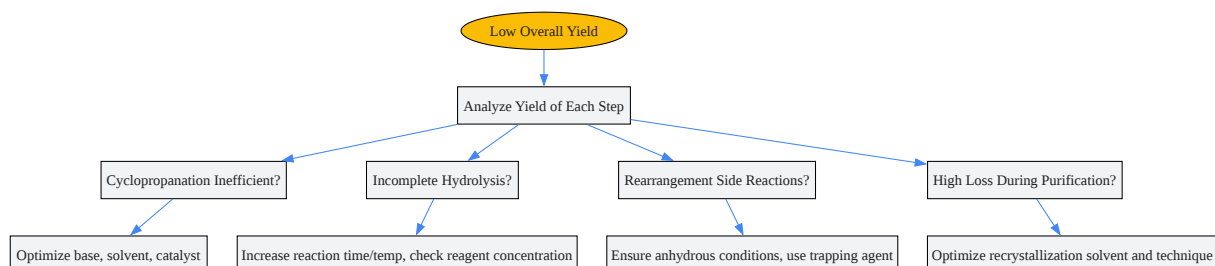 Low Overall Yield
Analyze Yield of Each Step
Cyclopropanation Inefficient?
Incomplete Hydrolysis?
Rearrangement Side Reactions?
High Loss During Purification?
Optimize base, solvent, catalyst
Increase reaction time/temp, check reagent concentration
Ensure anhydrous conditions, use trapping agent
Optimize recrystallization solvent and technique